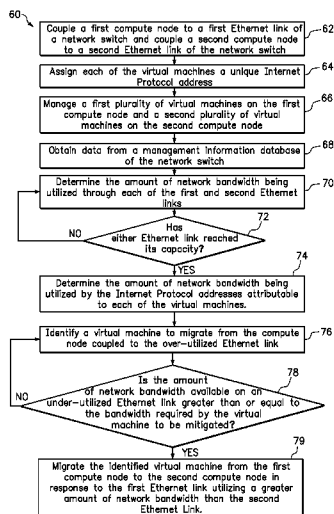 60
Couple a first compute node to a first Ethernet link of
a network switch and couple a second compute node
to a second Ethernet link of the network switch
62
Assign each of the virtual machines a unique Internet
Protocol address
64
Manage a first plurality of virtual machines on the first
compute node and a second plurality of virtual
machines on the second compute node
66
Obtain data from a management information database
of the network switch
68
Determine the amount of network bandwidth being
utilized through each of the first and second Ethernet
links
70
Has
either Ethernet link reached
its capacity?
72
NO
YES
Determine the amount of network bandwidth being
utilized by the Internet Protocol addresses attributable
to each of the virtual machines.
74
Identify a virtual machine to migrate from the compute
node coupled to the over-utilized Ethernet link
76
Is the amount
of network bandwidth available on an
under-utilized Ethernet link greater than or equal to
the bandwidth required by the virtual
machine to be mitigated?
78
NO
YES
79
Migrate the identified virtual machine from the first
compute node to the second compute node in
response to the first Ethernet link utilizing a greater
amount of network bandwidth than the second
Ethernet Link.